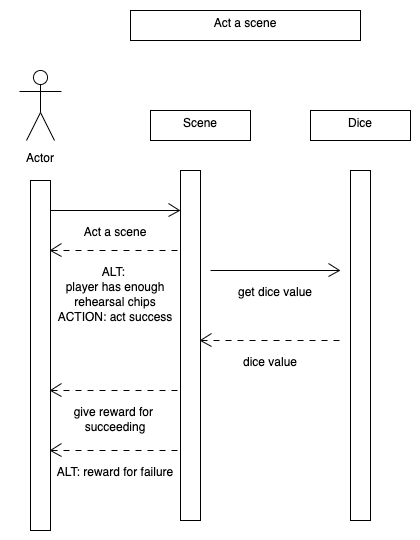 Act a scene
Scene
Dice
Actor
Act a scene
ALT:
player has enough
rehersal chips
ACTION: act success
get dice value
dice value
give reward for
succeeding
ALT: reward for failure